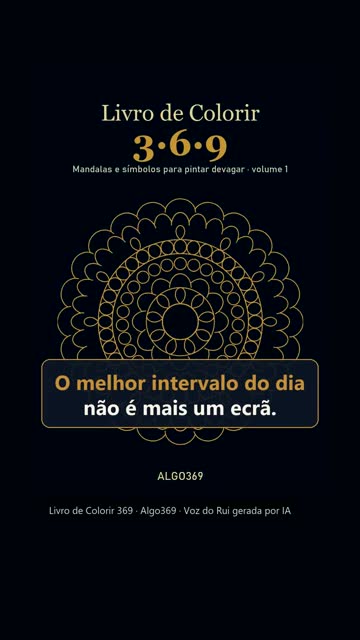 Livro de Colorir
3·6·9
Mandalas e símbolos para pintar devagar · volume 1
O melhor intervalo do dia
não é mais um ecrã.
ALGO369
Livro de Colorir 369 · Algo369 · Voz do Rui gerada por IA